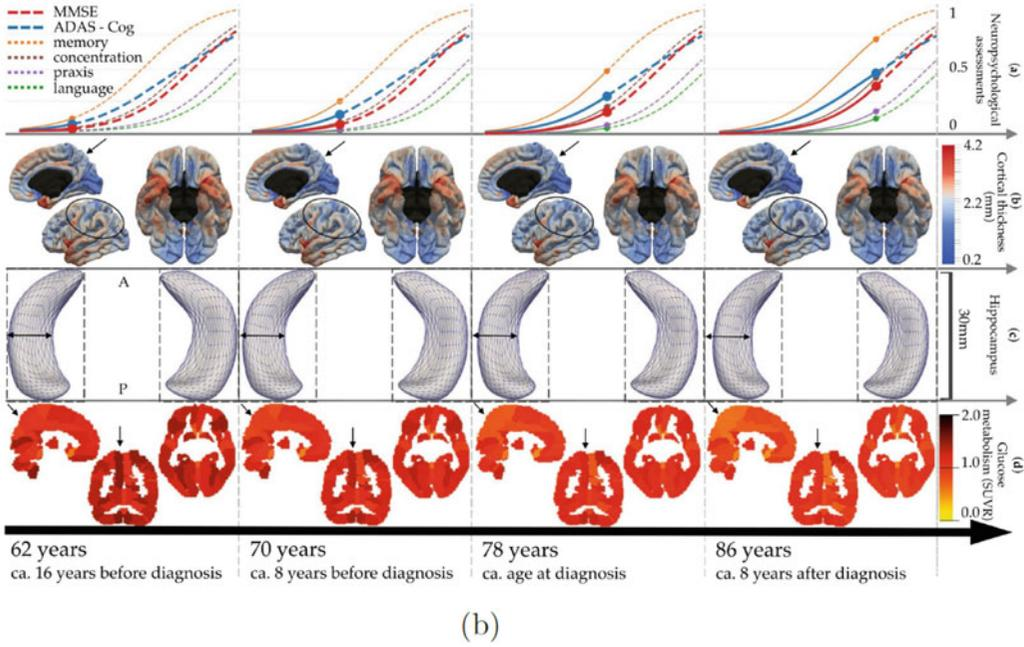 MMSE
ADAS - Cog
memory
concentration
praxis
language
1
0.5
0
Neuropsychological
assessments
(a)
4.2
2.2
0.2
Cortical thickness
(mm)
(b)
A
P
30mm
Hippocampus
(c)
2.0
1.0
0.0
Glucose
metabolism (SUVR)
(d)
62 years
ca. 16 years before diagnosis
70 years
ca. 8 years before diagnosis
78 years
ca. age at diagnosis
86 years
ca. 8 years after diagnosis
(b)